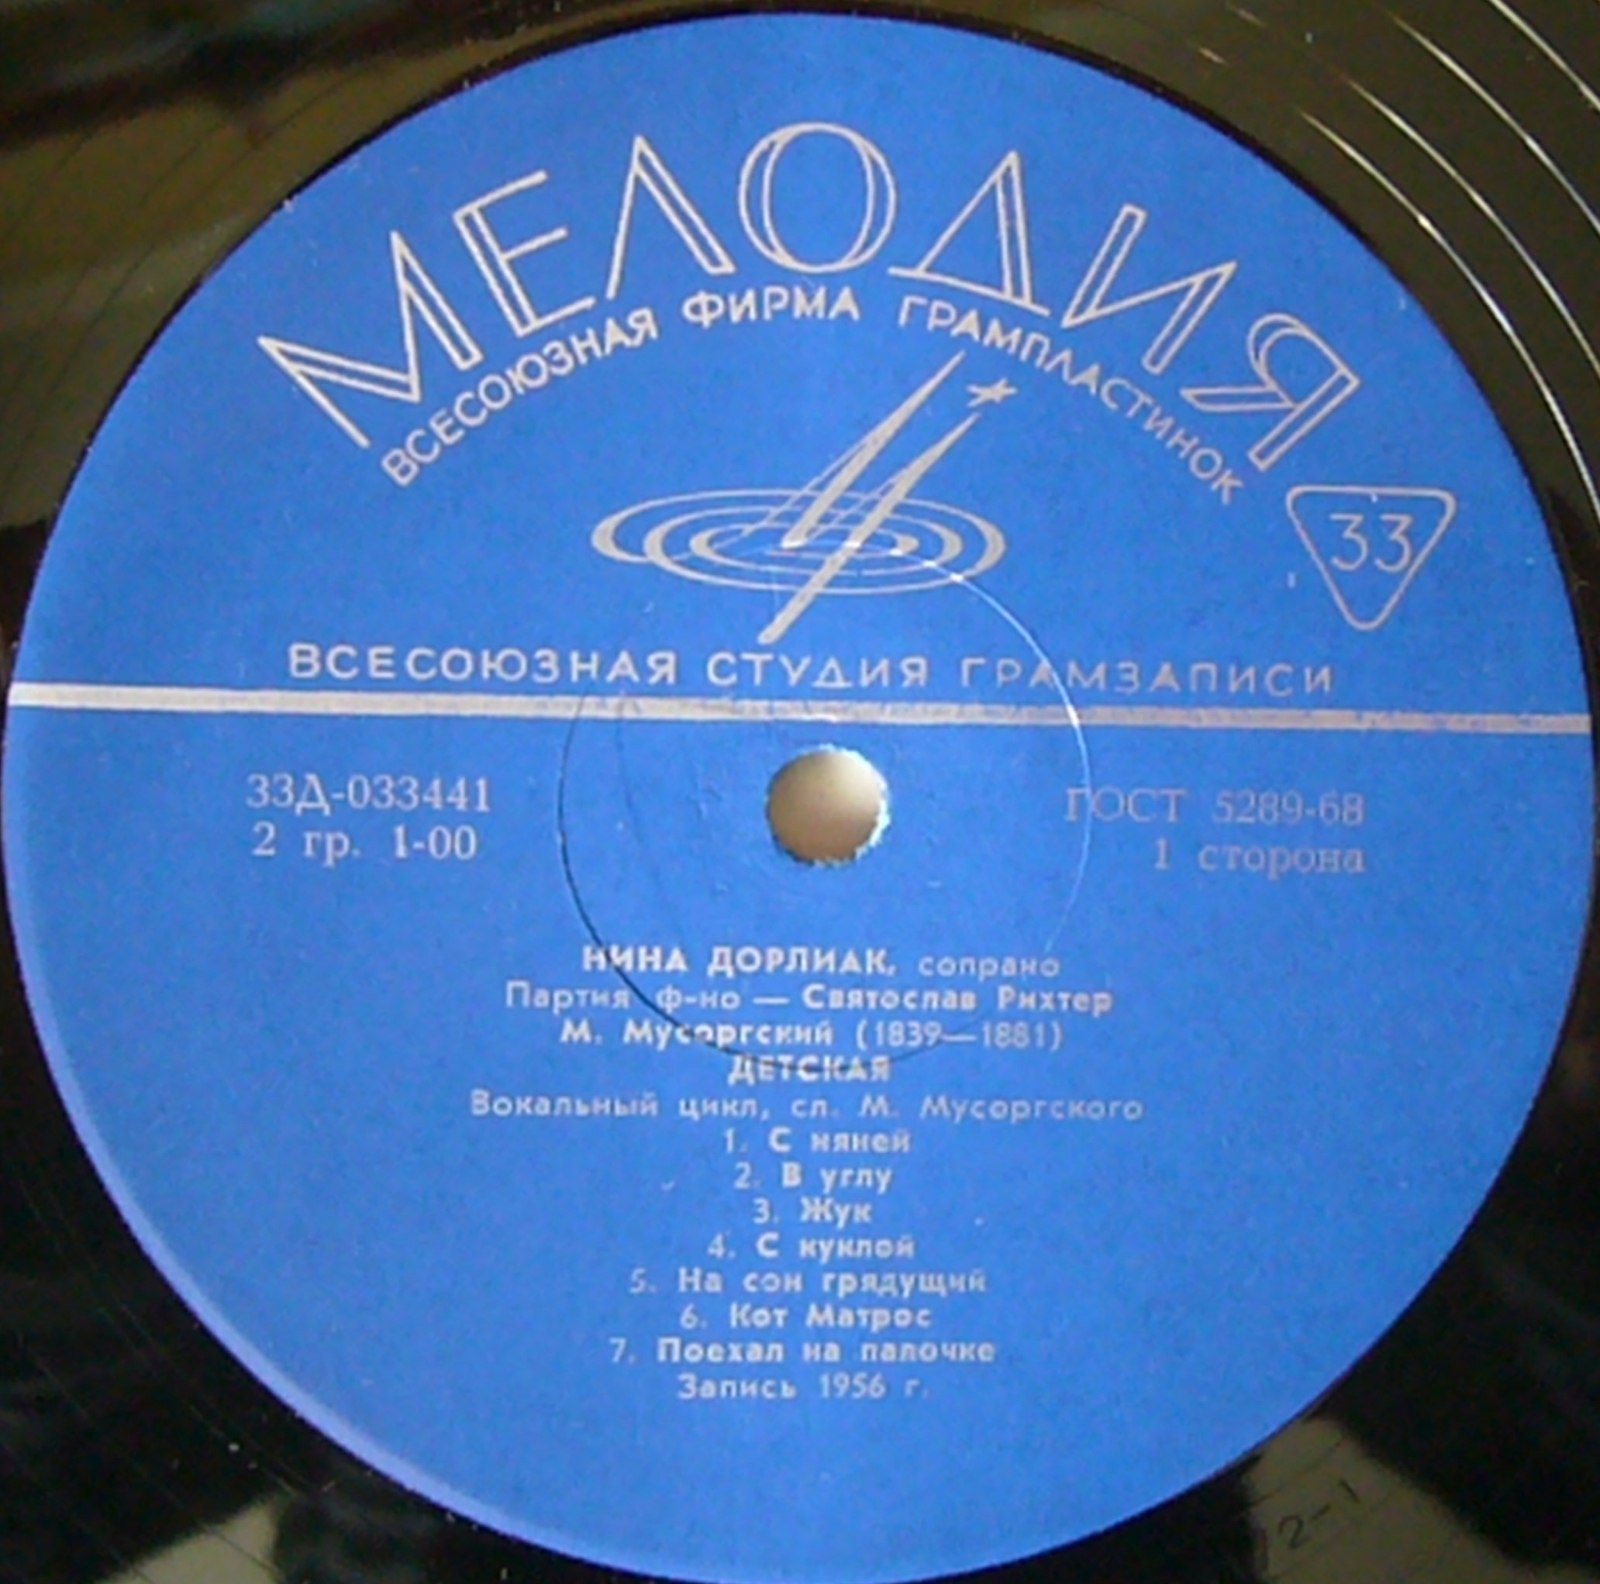 МЕЛОДИЯ
ВСЕСОЮЗНАЯ ФИРМА ГРАМПЛАСТИНОК
33
ВСЕСОЮЗНАЯ СТУДИЯ ГРАМЗАПИСИ
33Д-033441
2 гр. 1-00
ГОСТ 5289-68
1 сторона
НИНА ДОРЛИАК, сопрано
Партия ф-но — Святослав Рихтер
М. Мусоргский (1839—1881)
ДЕТСКАЯ
Вокальный цикл, сл. М. Мусоргского
1. С няней
2. В углу
3. Жук
4. С куклой
5. На сон грядущий
6. Кот Матрос
7. Поехал на палочке
Запись 1956 г.
2-1